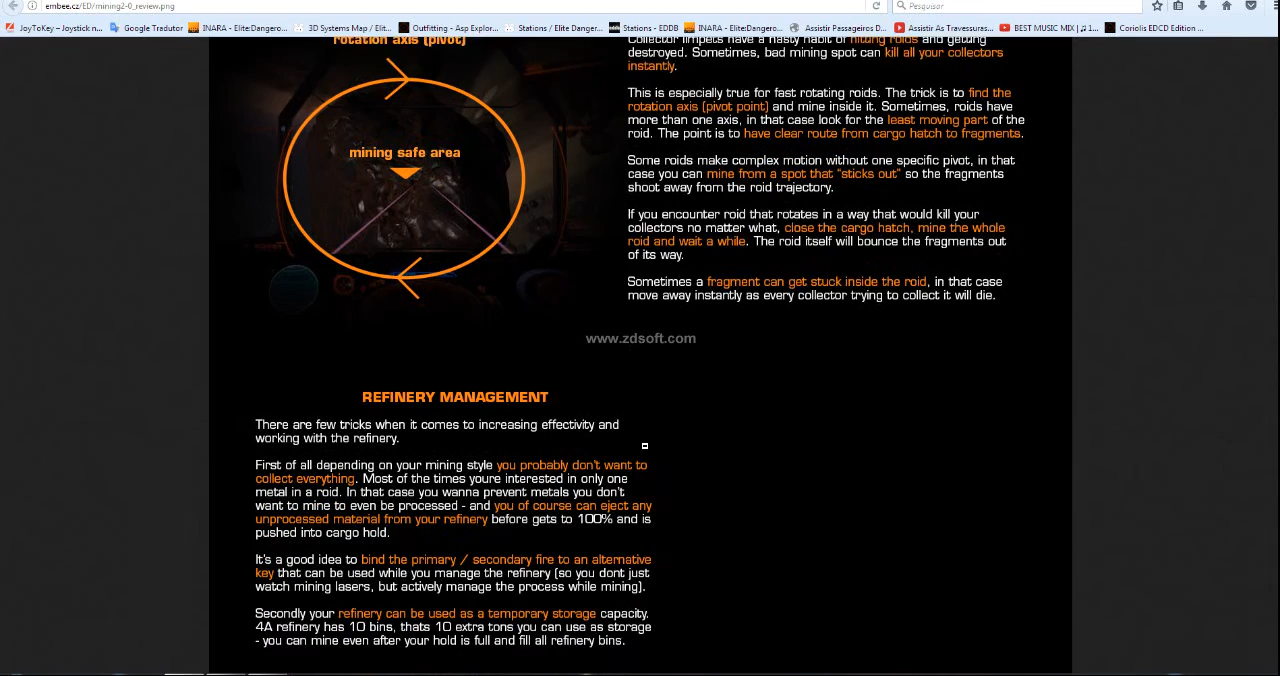 embee.cz/ED/mining2-0_review.png
Pesquisar
JoyToKey – Joystick n...
Google Tradutor
INARA - Elite:Dangero...
3D Systems Map / Elit...
Outfitting - Asp Explor...
Stations / Elite Danger...
Stations - EDDB
INARA - Elite:Dangero...
Assistir Passageiros D...
Assistir As Travessuras...
BEST MUSIC MIX | ♫ 1...
Coriolis EDCD Edition ...
rotation axis (pivot)
mining safe area
Collector limpets have a nasty habit of hitting roids and getting
destroyed. Sometimes, bad mining spot can kill all your collectors
instantly.
This is especially true for fast rotating roids. The trick is to find the
rotation axis (pivot point) and mine inside it. Sometimes, roids have
more than one axis, in that case look for the least moving part of the
roid. The point is to have clear route from cargo hatch to fragments.
Some roids make complex motion without one specific pivot, in that
case you can mine from a spot that "sticks out" so the fragments
shoot away from the roid trajectory.
If you encounter roid that rotates in a way that would kill your
collectors no matter what, close the cargo hatch, mine the whole
roid and wait a while. The roid itself will bounce the fragments out
of its way.
Sometimes a fragment can get stuck inside the roid, in that case
move away instantly as every collector trying to collect it will die.
www.zdsoft.com
REFINERY MANAGEMENT
There are few tricks when it comes to increasing effectivity and
working with the refinery.
First of all depending on your mining style you probably don't want to
collect everything. Most of the times youre interested in only one
metal in a roid. In that case you wanna prevent metals you don't
want to mine to even be processed - and you of course can eject any
unprocessed material from your refinery before gets to 100% and is
pushed into cargo hold.
It's a good idea to bind the primary / secondary fire to an alternative
key that can be used while you manage the refinery (so you dont just
watch mining lasers, but actively manage the process while mining).
Secondly your refinery can be used as a temporary storage capacity.
4A refinery has 10 bins, thats 10 extra tons you can use as storage
- you can mine even after your hold is full and fill all refinery bins.